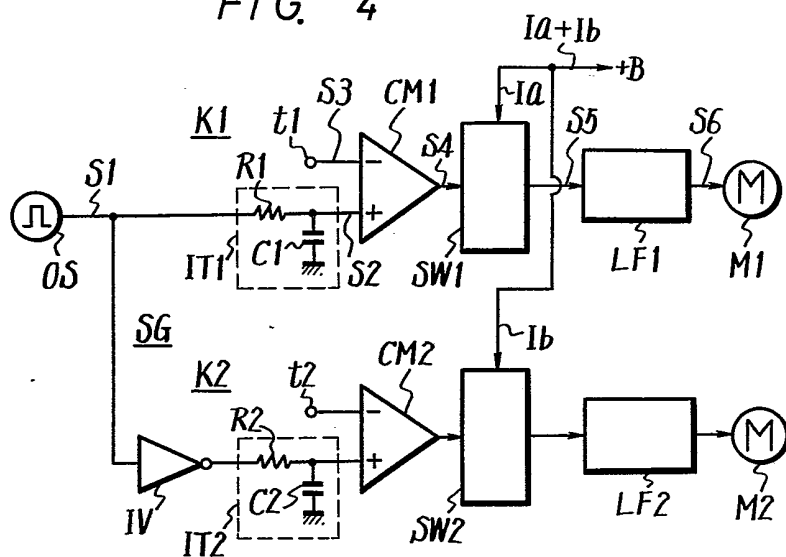 FIG. 4
Ia+Ib
+B
Ia
S3
CM1
K1
t1
S4
S5
S6
S1
R1
−
+
M
OS
IT1
C1
S2
SW1
LF1
M1
SG
Ib
K2
t2
CM2
R2
−
+
M
IV
C2
IT2
SW2
LF2
M2